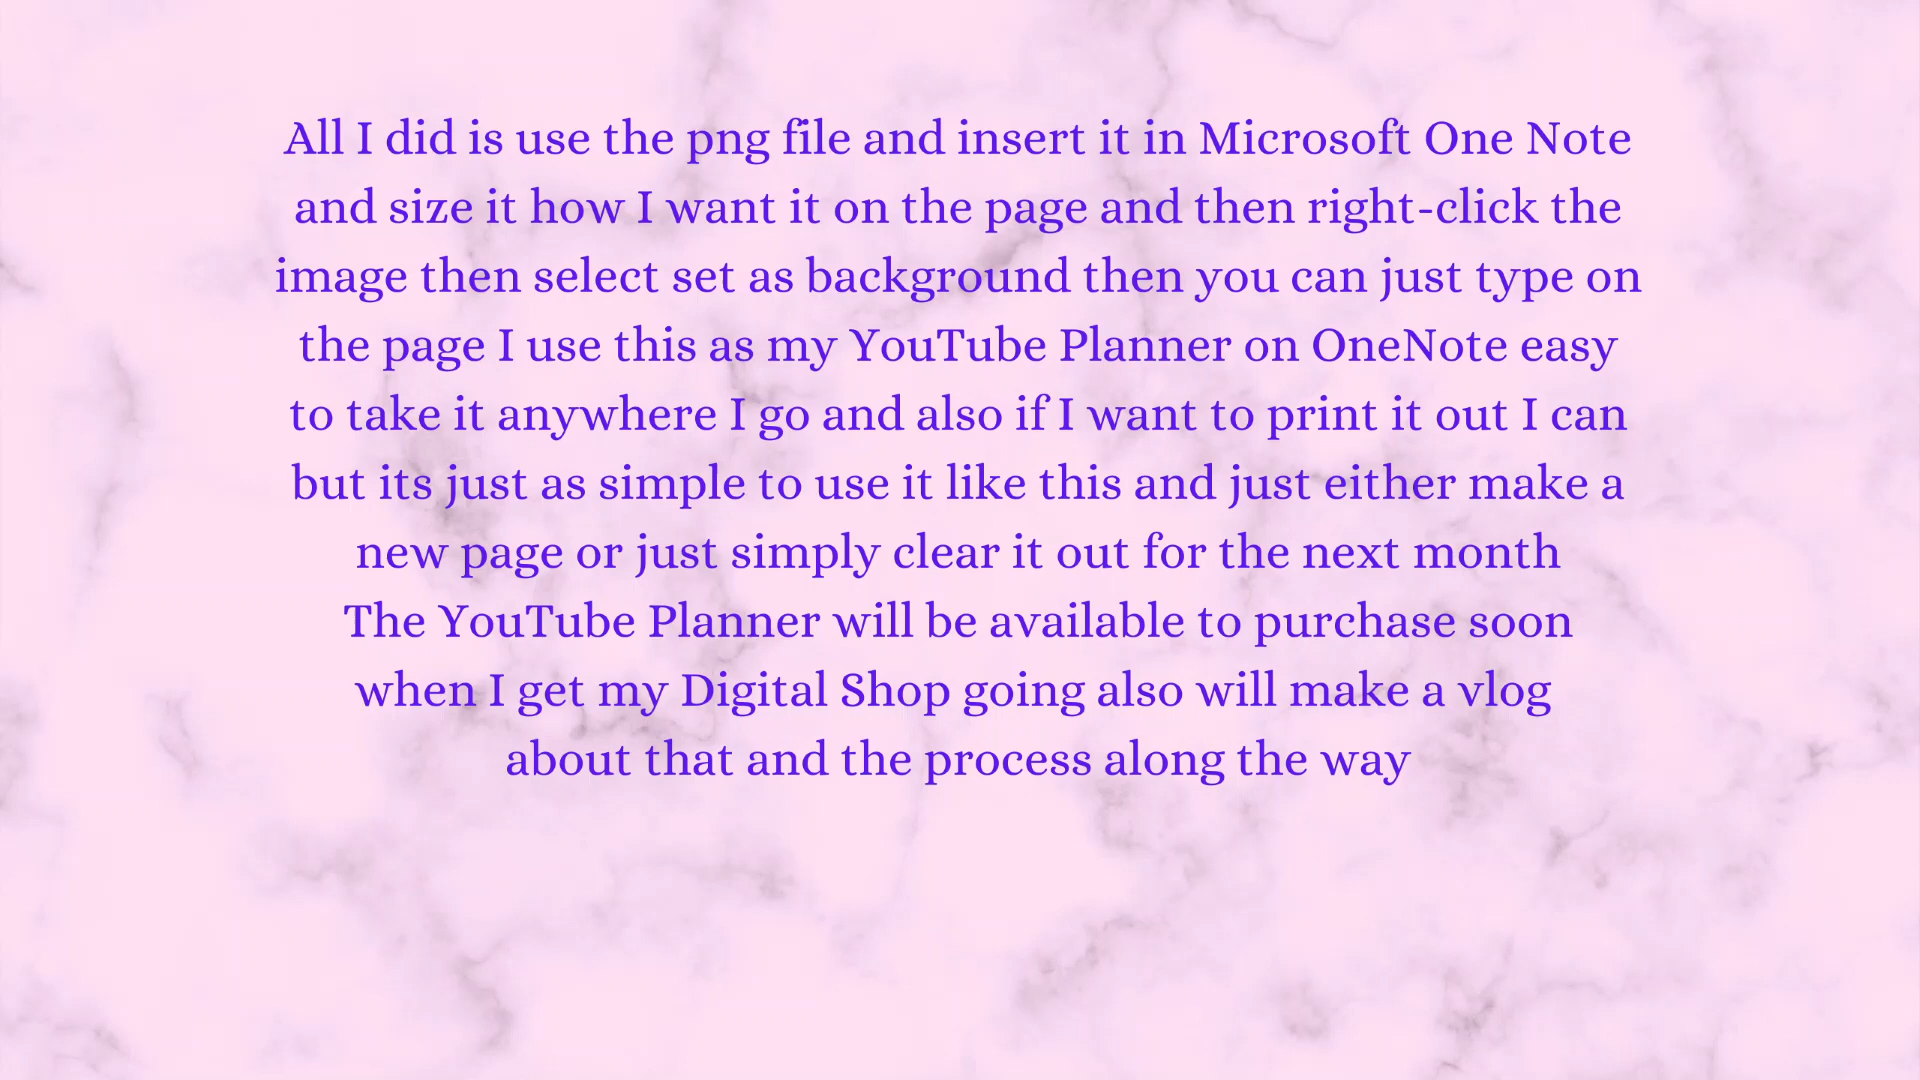 All I did is use the png file and insert it in Microsoft One Note
and size it how I want it on the page and then right-click the
image then select set as background then you can just type on
the page I use this as my YouTube Planner on OneNote easy
to take it anywhere I go and also if I want to print it out I can
but its just as simple to use it like this and just either make a
new page or just simply clear it out for the next month
The YouTube Planner will be available to purchase soon
when I get my Digital Shop going also will make a vlog
about that and the process along the way